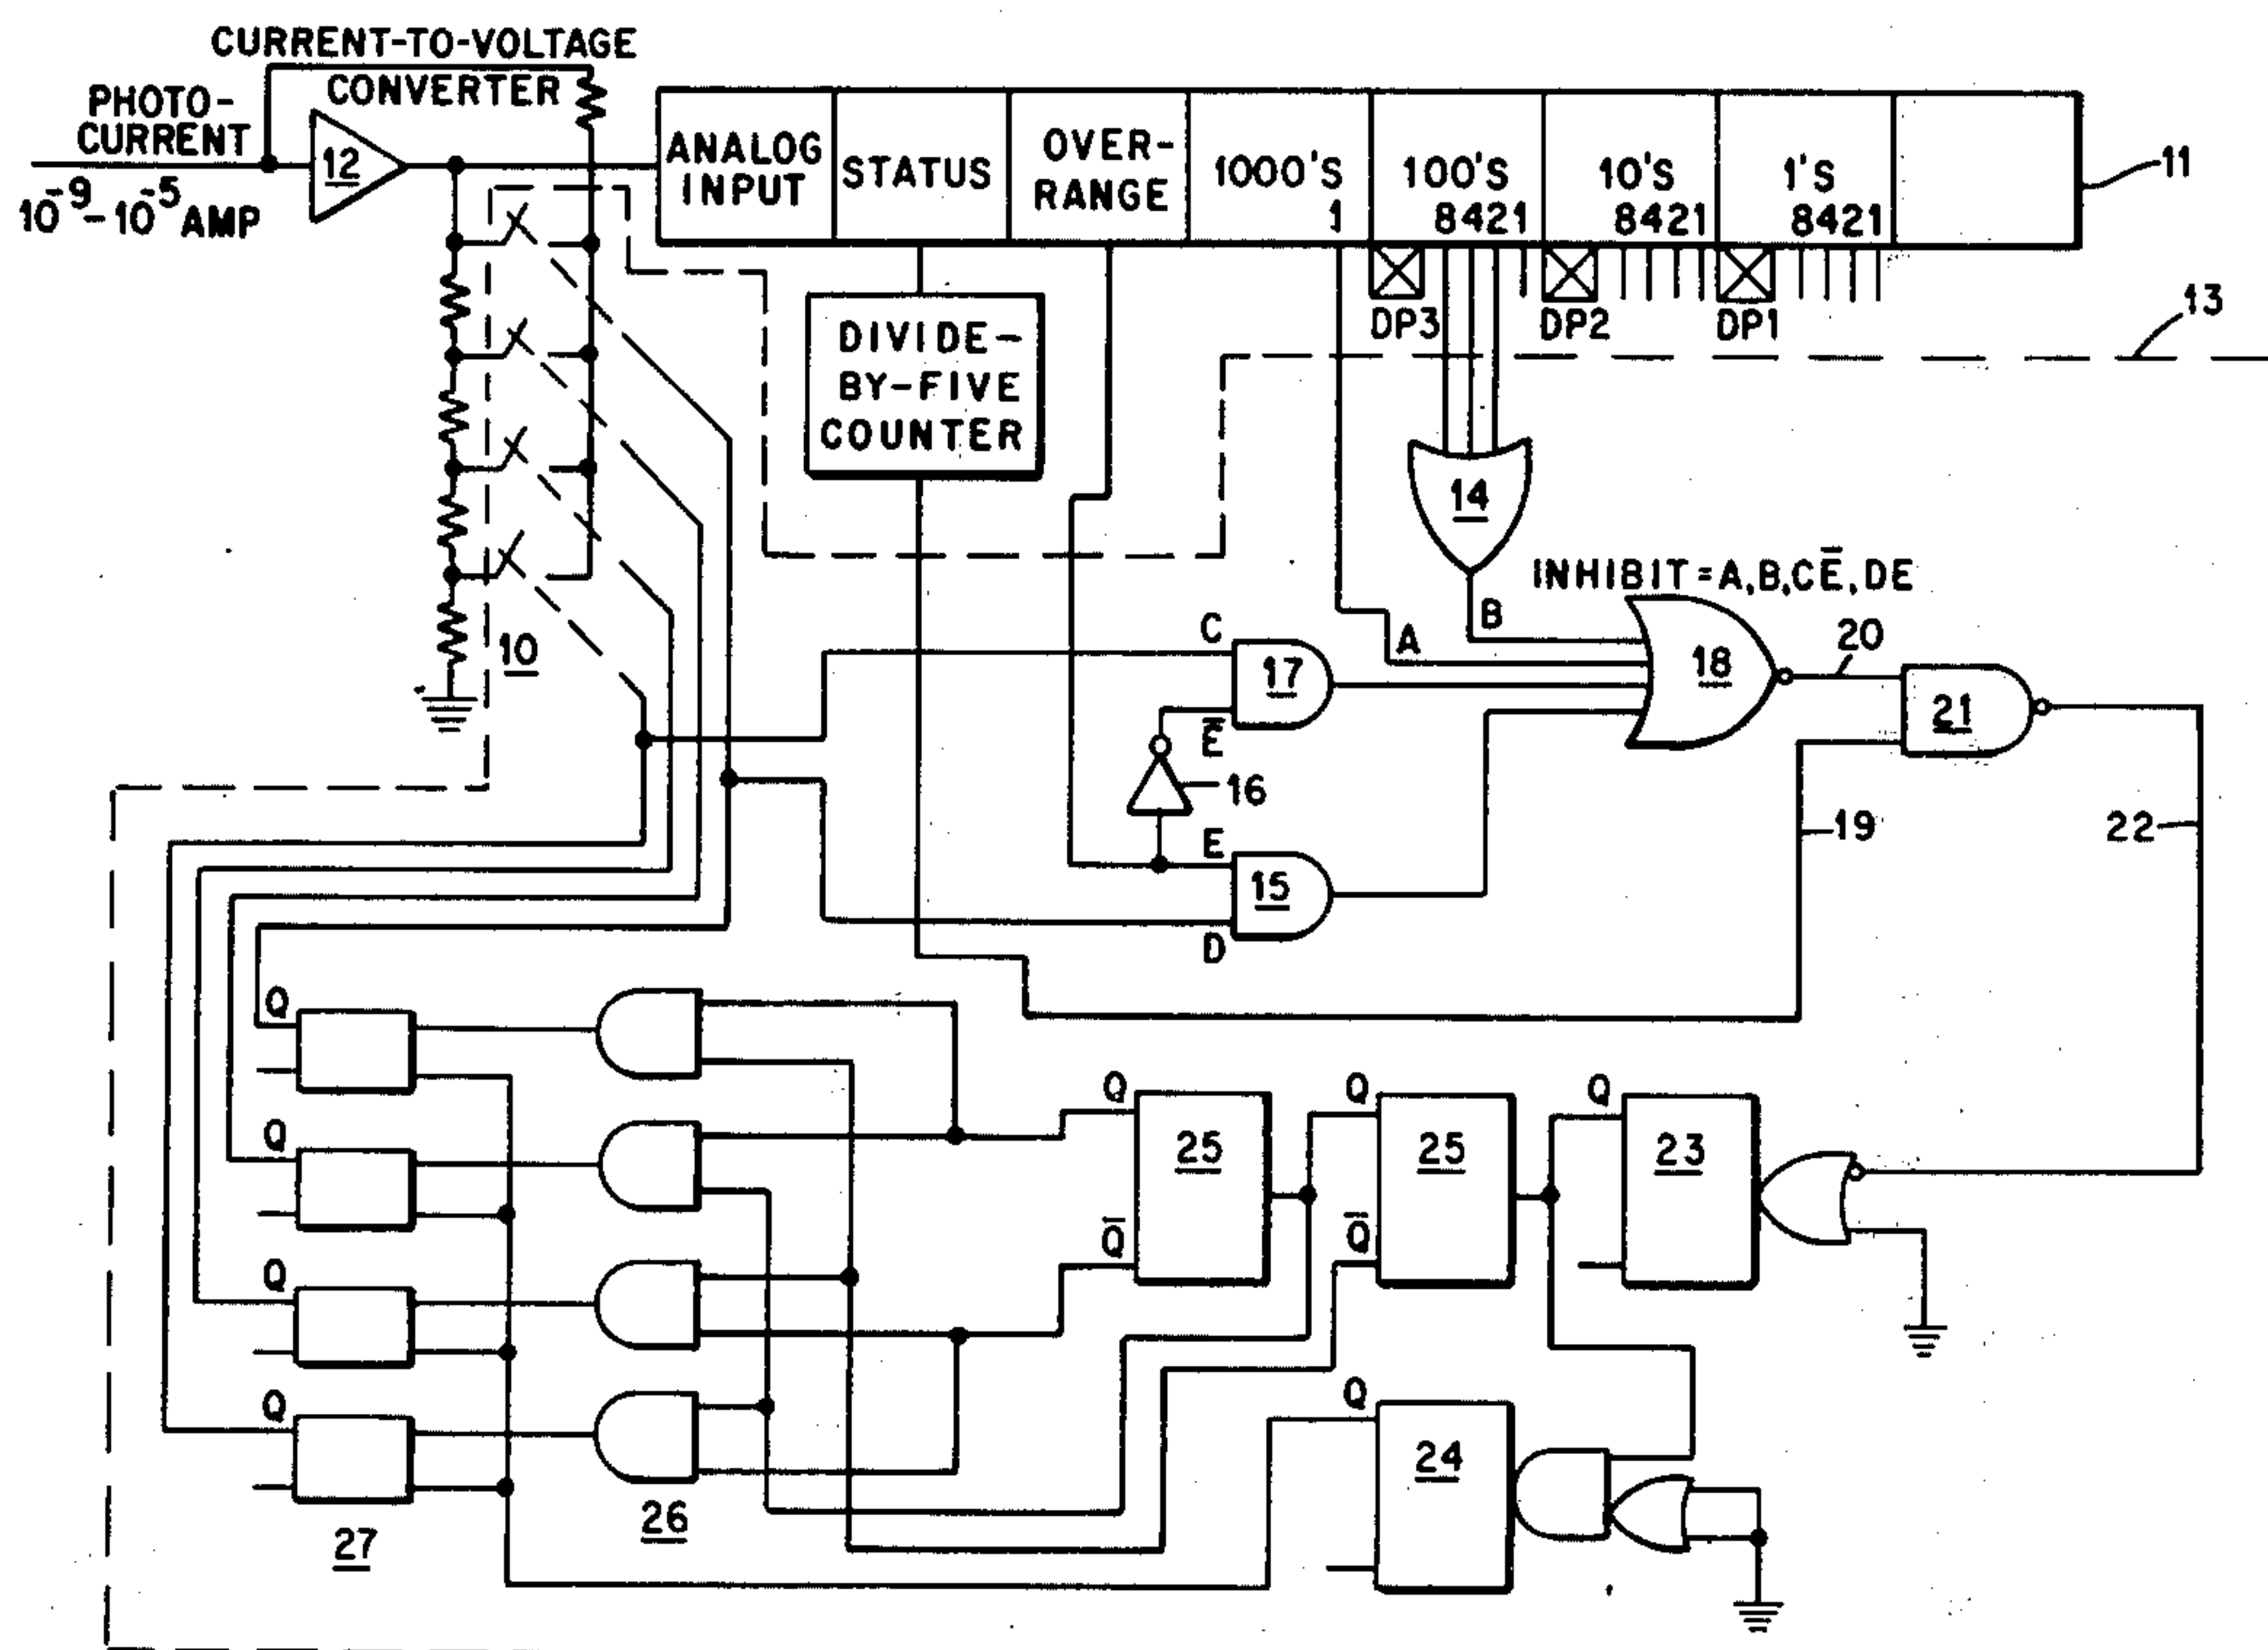 CURRENT-TO-VOLTAGE
CONVERTER
PHOTO-
CURRENT
10⁻⁹-10⁻⁵ AMP
12
ANALOG
INPUT
STATUS
OVER-
RANGE
1000'S
1
100'S
8421
10'S
8421
1'S
8421
11
DP3
DP2
DP1
13
DIVIDE-
BY-FIVE
COUNTER
14
INHIBIT=A,B,CE̅,DE
10
C
17
E̅
16
E
15
D
A
B
18
20
21
19
22
Q
Q
Q
Q
27
26
Q
25
Q̅
Q
25
Q̅
Q
23
Q
24